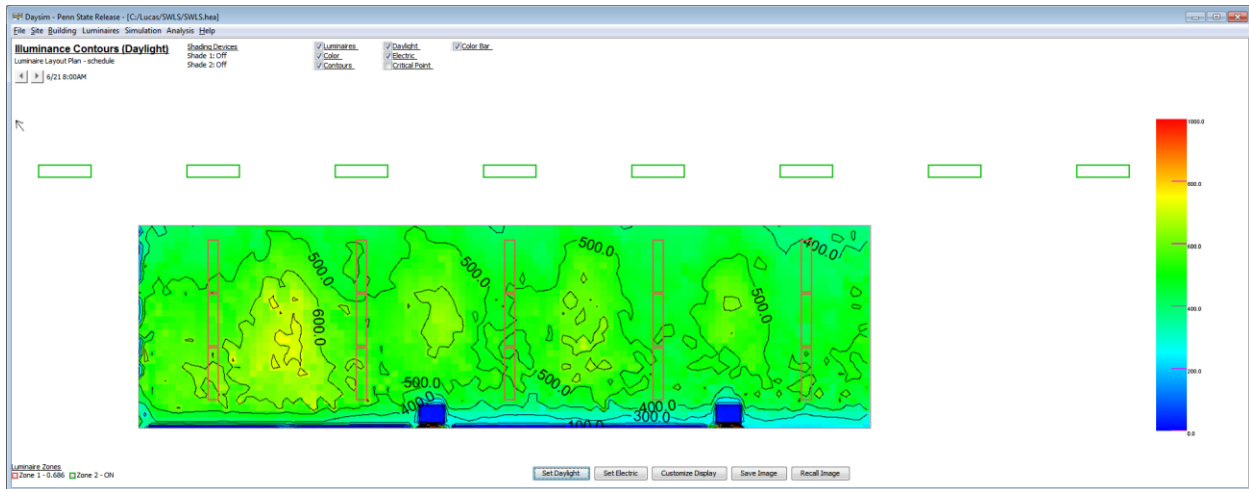 Daysim - Penn State Release - [C:/Lucas/SWLS/SWLS.hex]
File Site Building Luminaires Simulation Analysis Help
Illuminance Contours (Daylight)
Luminaire Layout Plan - schedule
6/21 8:00AM
Shading Devices
Shade 1: Off
Shade 2: Off
Luminaires Daylight Color Bar
Color Electric
Contours Critical Point
1000.0
800.0
600.0
400.0
200.0
0.0
500.0
500.0
500.0
400.0
600.0
500.0
500.0
500.0
400.0
400.0
300.0
100.0
Luminaire Zones
Zone 1 - 0.686 Zone 2 - ON
Set Daylight Set Electric Customize Display Save Image Recall Image